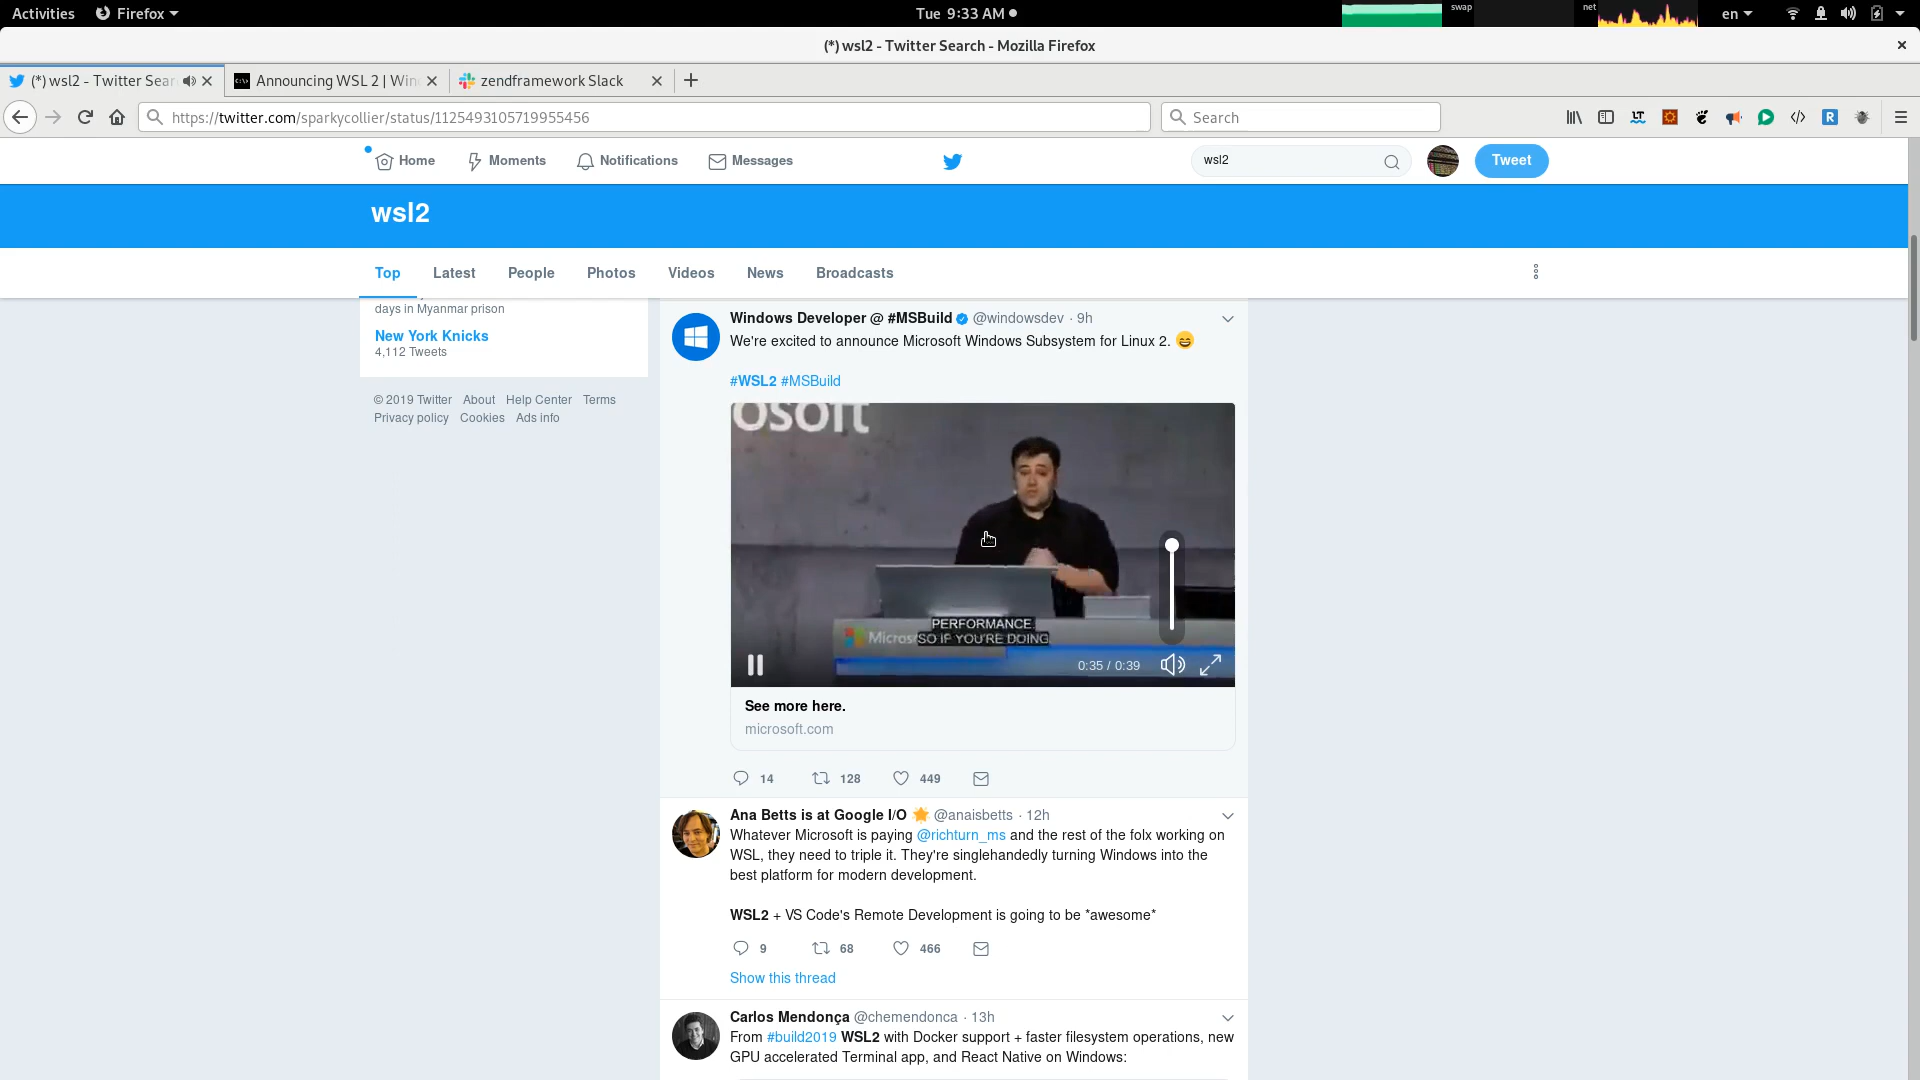 Activities Firefox Tue 9:33 AM swap net en
(*) wsl2 - Twitter Search - Mozilla Firefox
(*) wsl2 - Twitter Sear Announcing WSL 2 | Win zendframework Slack
https://twitter.com/sparkycollier/status/1125493105719955456 Search
Home Moments Notifications Messages wsl2 Tweet
wsl2
Top Latest People Photos Videos News Broadcasts
days in Myanmar prison
New York Knicks
4,112 Tweets
© 2019 Twitter About Help Center Terms
Privacy policy Cookies Ads info
Windows Developer @ #MSBuild @windowsdev · 9h
We're excited to announce Microsoft Windows Subsystem for Linux 2. 😄
#WSL2 #MSBuild
osoft
PERFORMANCE.
SO IF YOU'RE DOING
0:35 / 0:39
See more here.
microsoft.com
14 128 449
Ana Betts is at Google I/O 🌟 @anaisbetts · 12h
Whatever Microsoft is paying @richturn_ms and the rest of the folx working on
WSL, they need to triple it. They're singlehandedly turning Windows into the
best platform for modern development.
WSL2 + VS Code's Remote Development is going to be *awesome*
9 68 466
Show this thread
Carlos Mendonça @chemendonca · 13h
From #build2019 WSL2 with Docker support + faster filesystem operations, new
GPU accelerated Terminal app, and React Native on Windows: